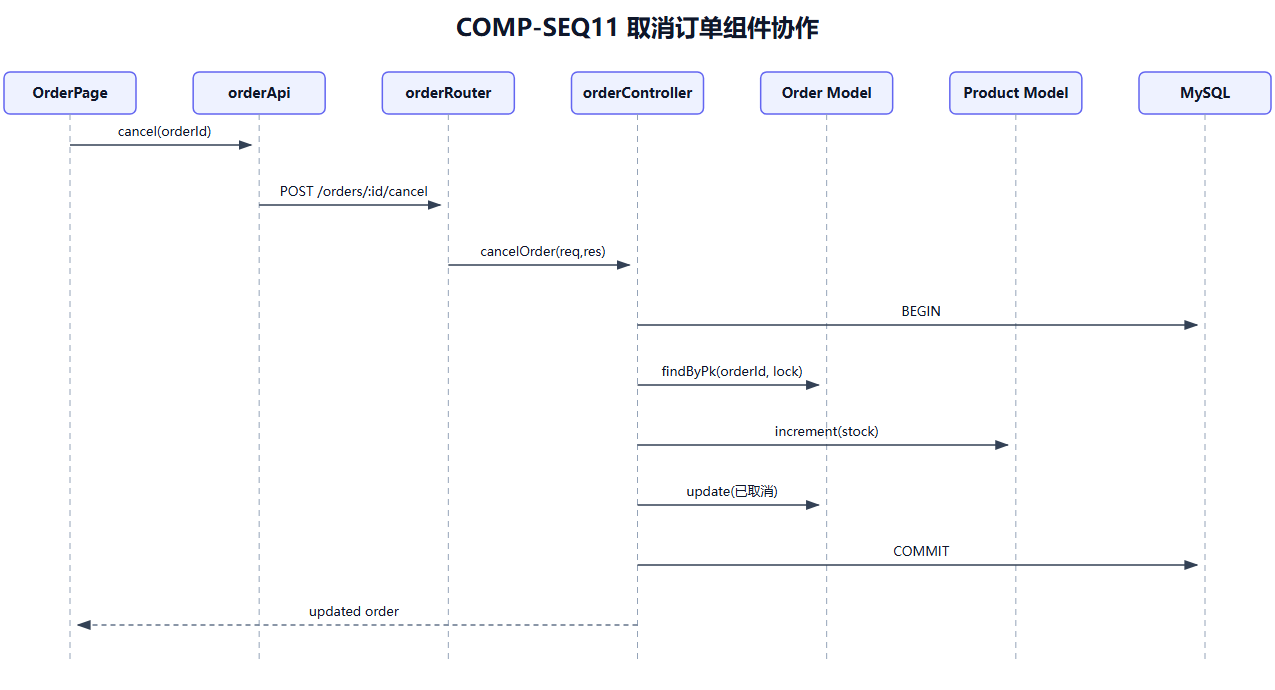 COMP-SEQ11 取消订单组件协作
OrderPage
orderApi
orderRouter
orderController
Order Model
Product Model
MySQL
cancel(orderId)
POST /orders/:id/cancel
cancelOrder(req,res)
BEGIN
findByPk(orderId, lock)
increment(stock)
update(已取消)
COMMIT
updated order